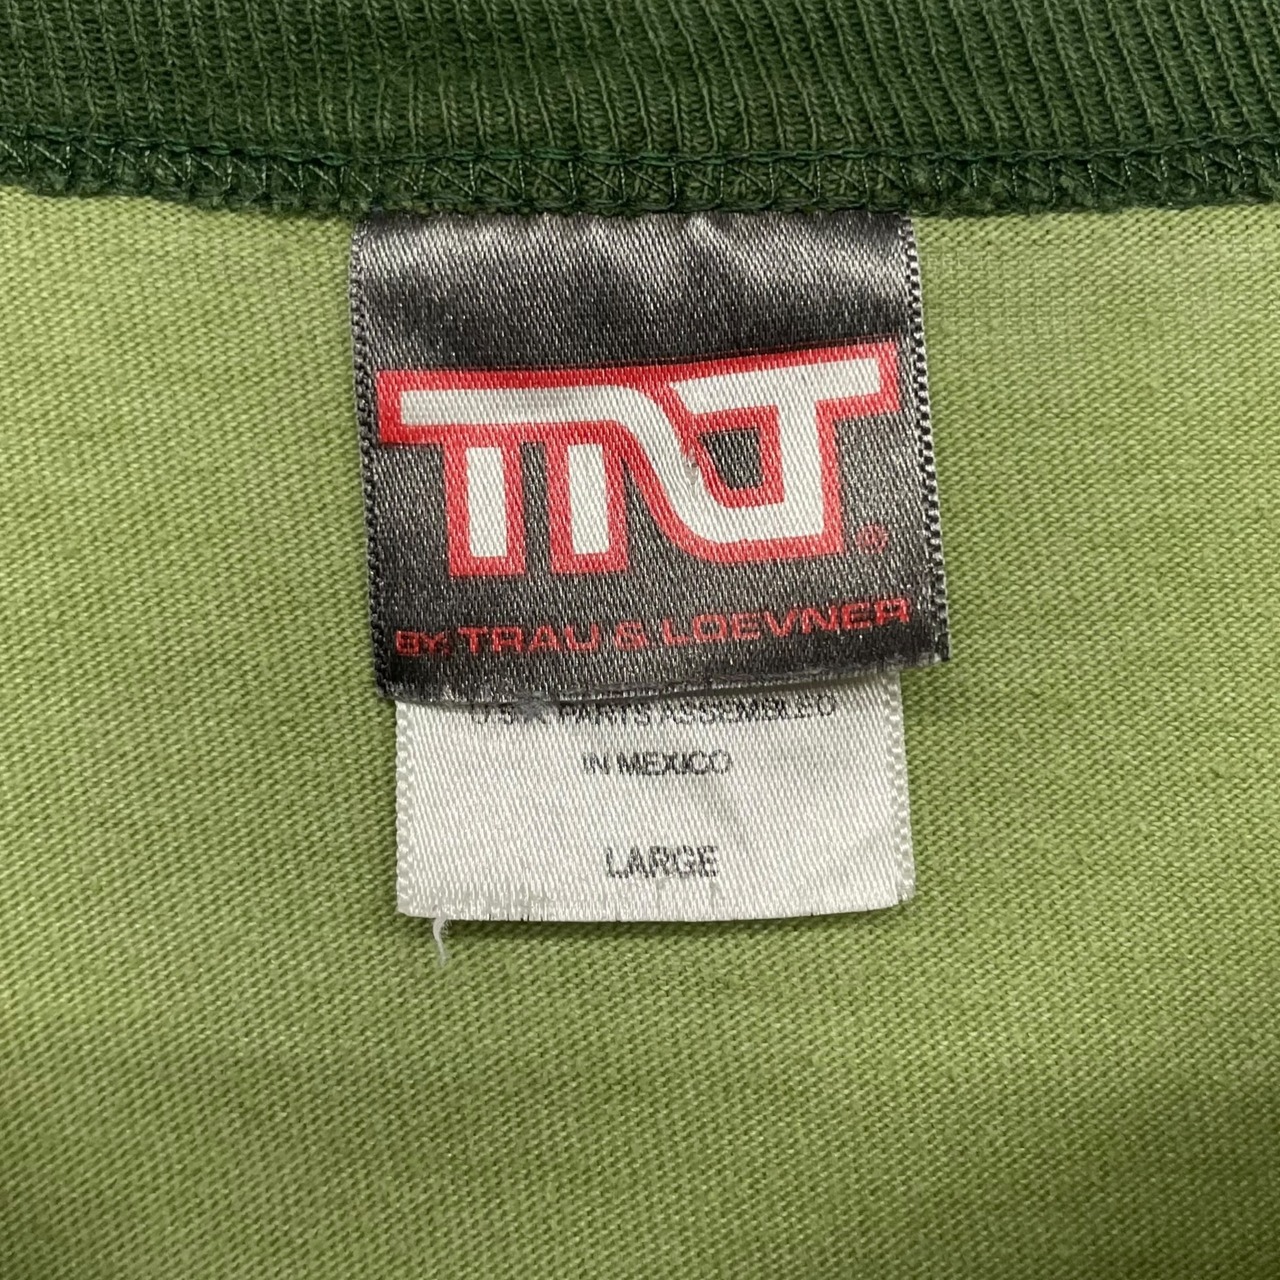 TNT®
BY: TRAU & LOEVNER
PARTS ASSEMBLED
IN MEXICO
LARGE